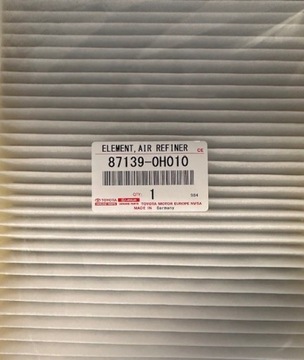 ELEMENT, AIR REFINER
87139-0H010
QTY. 1
TOYOTA
TOYOTA MOTOR EUROPE NV/SA
MADE IN Germany